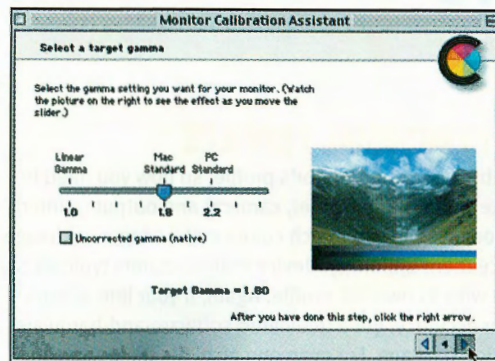 Monitor Calibration Assistant
Select a target gamma
Select the gamma setting you want for your monitor. (Watch
the picture on the right to see the effect as you move the
slider.)
Linear Gamma
Mac Standard
PC Standard
1.0
1.8
2.2
Uncorrected gamma (native)
Target Gamma = 1.80
After you have done this step, click the right arrow.
4